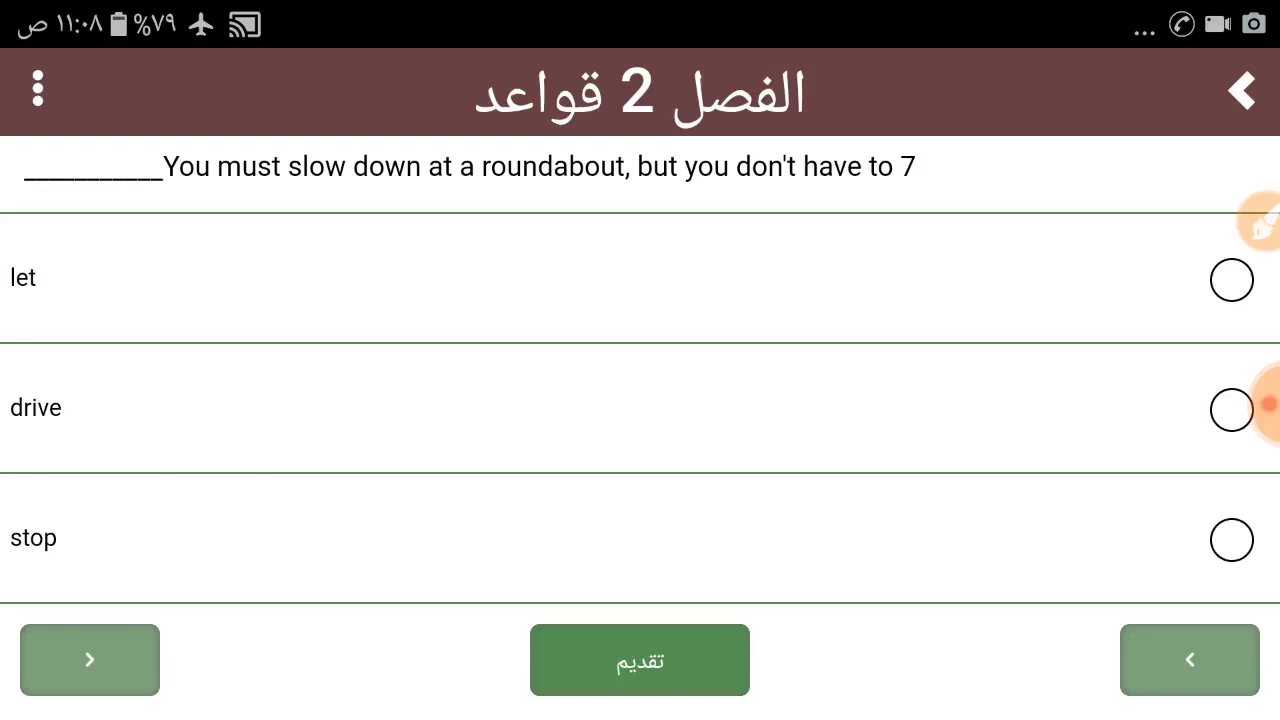 ص ١١:٠٨ %٧٩ ...
الفصل 2 قواعد
___________You must slow down at a roundabout, but you don't have to 7
let
drive
stop
تقديم